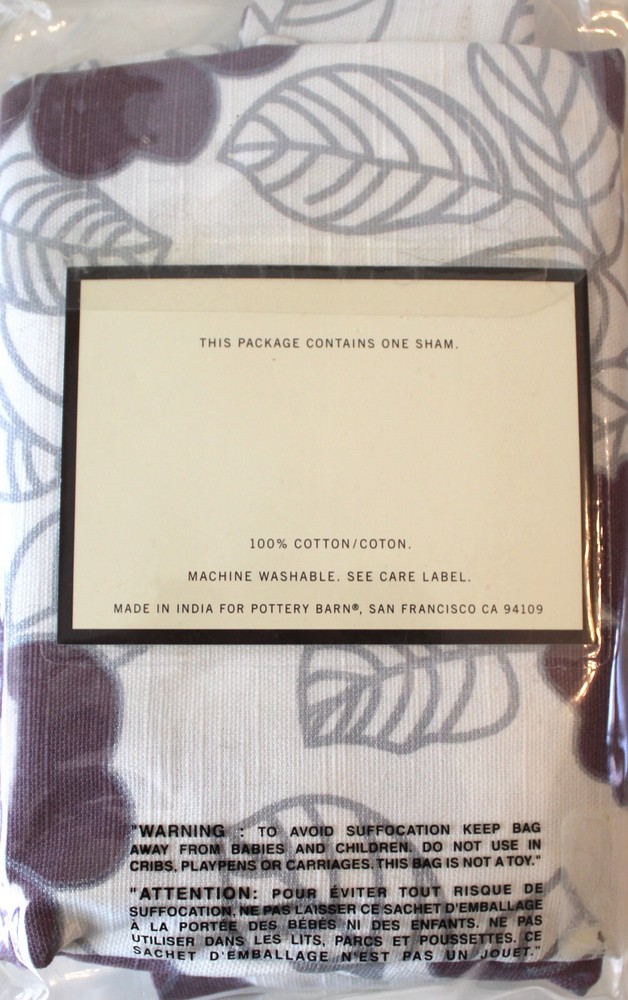 THIS PACKAGE CONTAINS ONE SHAM.
100% COTTON/COTON.
MACHINE WASHABLE. SEE CARE LABEL.
MADE IN INDIA FOR POTTERY BARN®, SAN FRANCISCO CA 94109
"WARNING : TO AVOID SUFFOCATION KEEP BAG
AWAY FROM BABIES AND CHILDREN. DO NOT USE IN
CRIBS, PLAYPENS OR CARRIAGES. THIS BAG IS NOT A TOY."
"ATTENTION: POUR ÉVITER TOUT RISQUE DE
SUFFOCATION, NE PAS LAISSER CE SACHET D'EMBALLAGE
À LA PORTÉE DES BÉBÉS NI DES ENFANTS. NE PAS
UTILISER DANS LES LITS, PARCS ET POUSSETTES. CE
SACHET D'EMBALLAGE N'EST PAS UN JOUET."